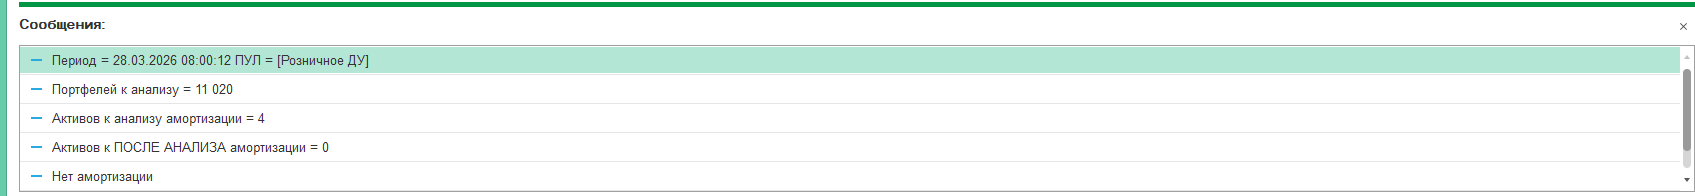 Сообщения:
Период = 28.03.2026 08:00:12 ПУЛ = [Розничное ДУ]
Портфелей к анализу = 11 020
Активов к анализу амортизации = 4
Активов к ПОСЛЕ АНАЛИЗА амортизации = 0
Нет амортизации